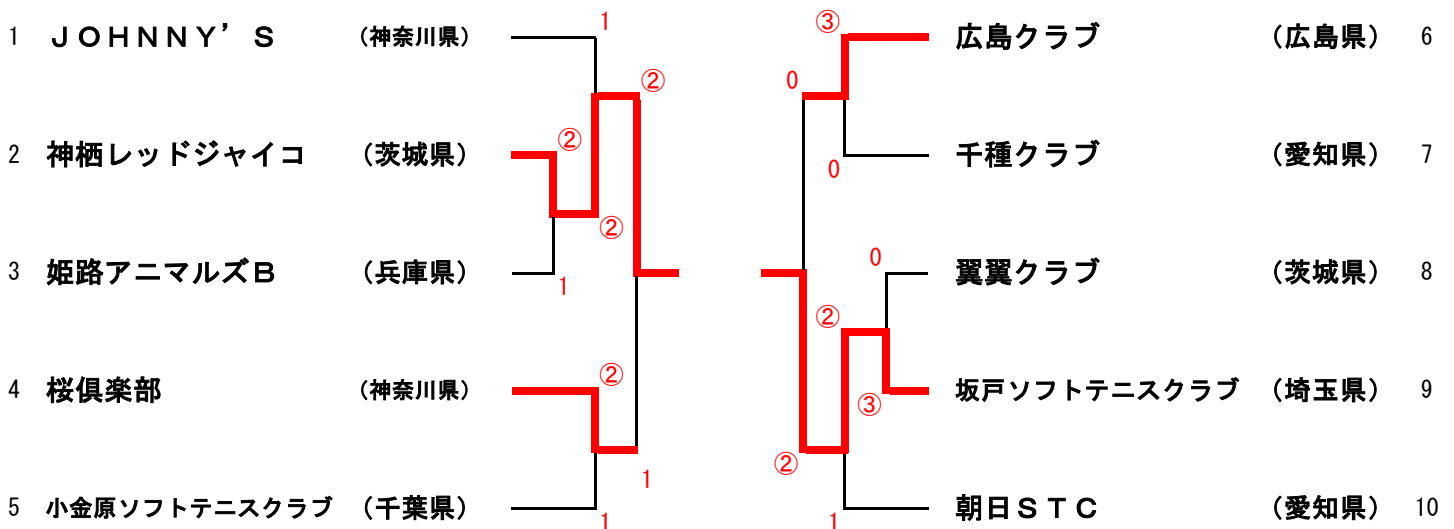 1 ＪＯＨＮＮＹ’Ｓ （神奈川県） 1 ③ 広島クラブ （広島県） 6
② 0
2 神栖レッドジャイコ （茨城県） ② 0 千種クラブ （愛知県） 7
② 0
3 姫路アニマルズＢ （兵庫県） 1 翼翼クラブ （茨城県） 8
②
4 桜倶楽部 （神奈川県） ② ③ 坂戸ソフトテニスクラブ （埼玉県） 9
1 ②
5 小金原ソフトテニスクラブ （千葉県） 1 1 朝日ＳＴＣ （愛知県） 10